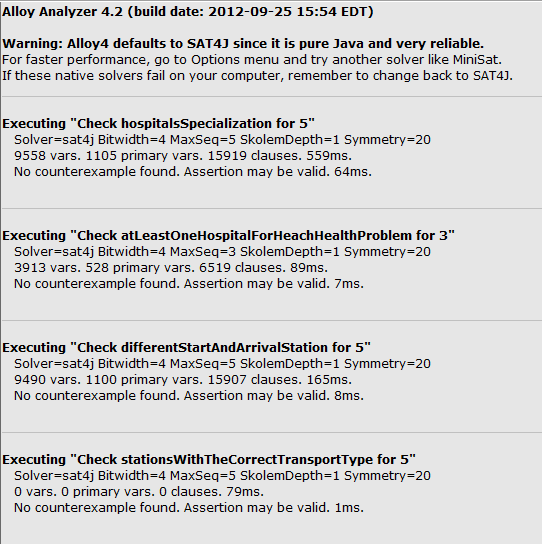 Alloy Analyzer 4.2 (build date: 2012-09-25 15:54 EDT)
Warning: Alloy4 defaults to SAT4J since it is pure Java and very reliable.
For faster performance, go to Options menu and try another solver like MiniSat.
If these native solvers fail on your computer, remember to change back to SAT4J.
Executing "Check hospitalsSpecialization for 5"
Solver=sat4j Bitwidth=4 MaxSeq=5 SkolemDepth=1 Symmetry=20
9558 vars. 1105 primary vars. 15919 clauses. 559ms.
No counterexample found. Assertion may be valid. 64ms.
Executing "Check atLeastOneHospitalForHeachHealthProblem for 3"
Solver=sat4j Bitwidth=4 MaxSeq=3 SkolemDepth=1 Symmetry=20
3913 vars. 528 primary vars. 6519 clauses. 89ms.
No counterexample found. Assertion may be valid. 7ms.
Executing "Check differentStartAndArrivalStation for 5"
Solver=sat4j Bitwidth=4 MaxSeq=5 SkolemDepth=1 Symmetry=20
9490 vars. 1100 primary vars. 15907 clauses. 165ms.
No counterexample found. Assertion may be valid. 8ms.
Executing "Check stationsWithTheCorrectTransportType for 5"
Solver=sat4j Bitwidth=4 MaxSeq=5 SkolemDepth=1 Symmetry=20
0 vars. 0 primary vars. 0 clauses. 79ms.
No counterexample found. Assertion may be valid. 1ms.